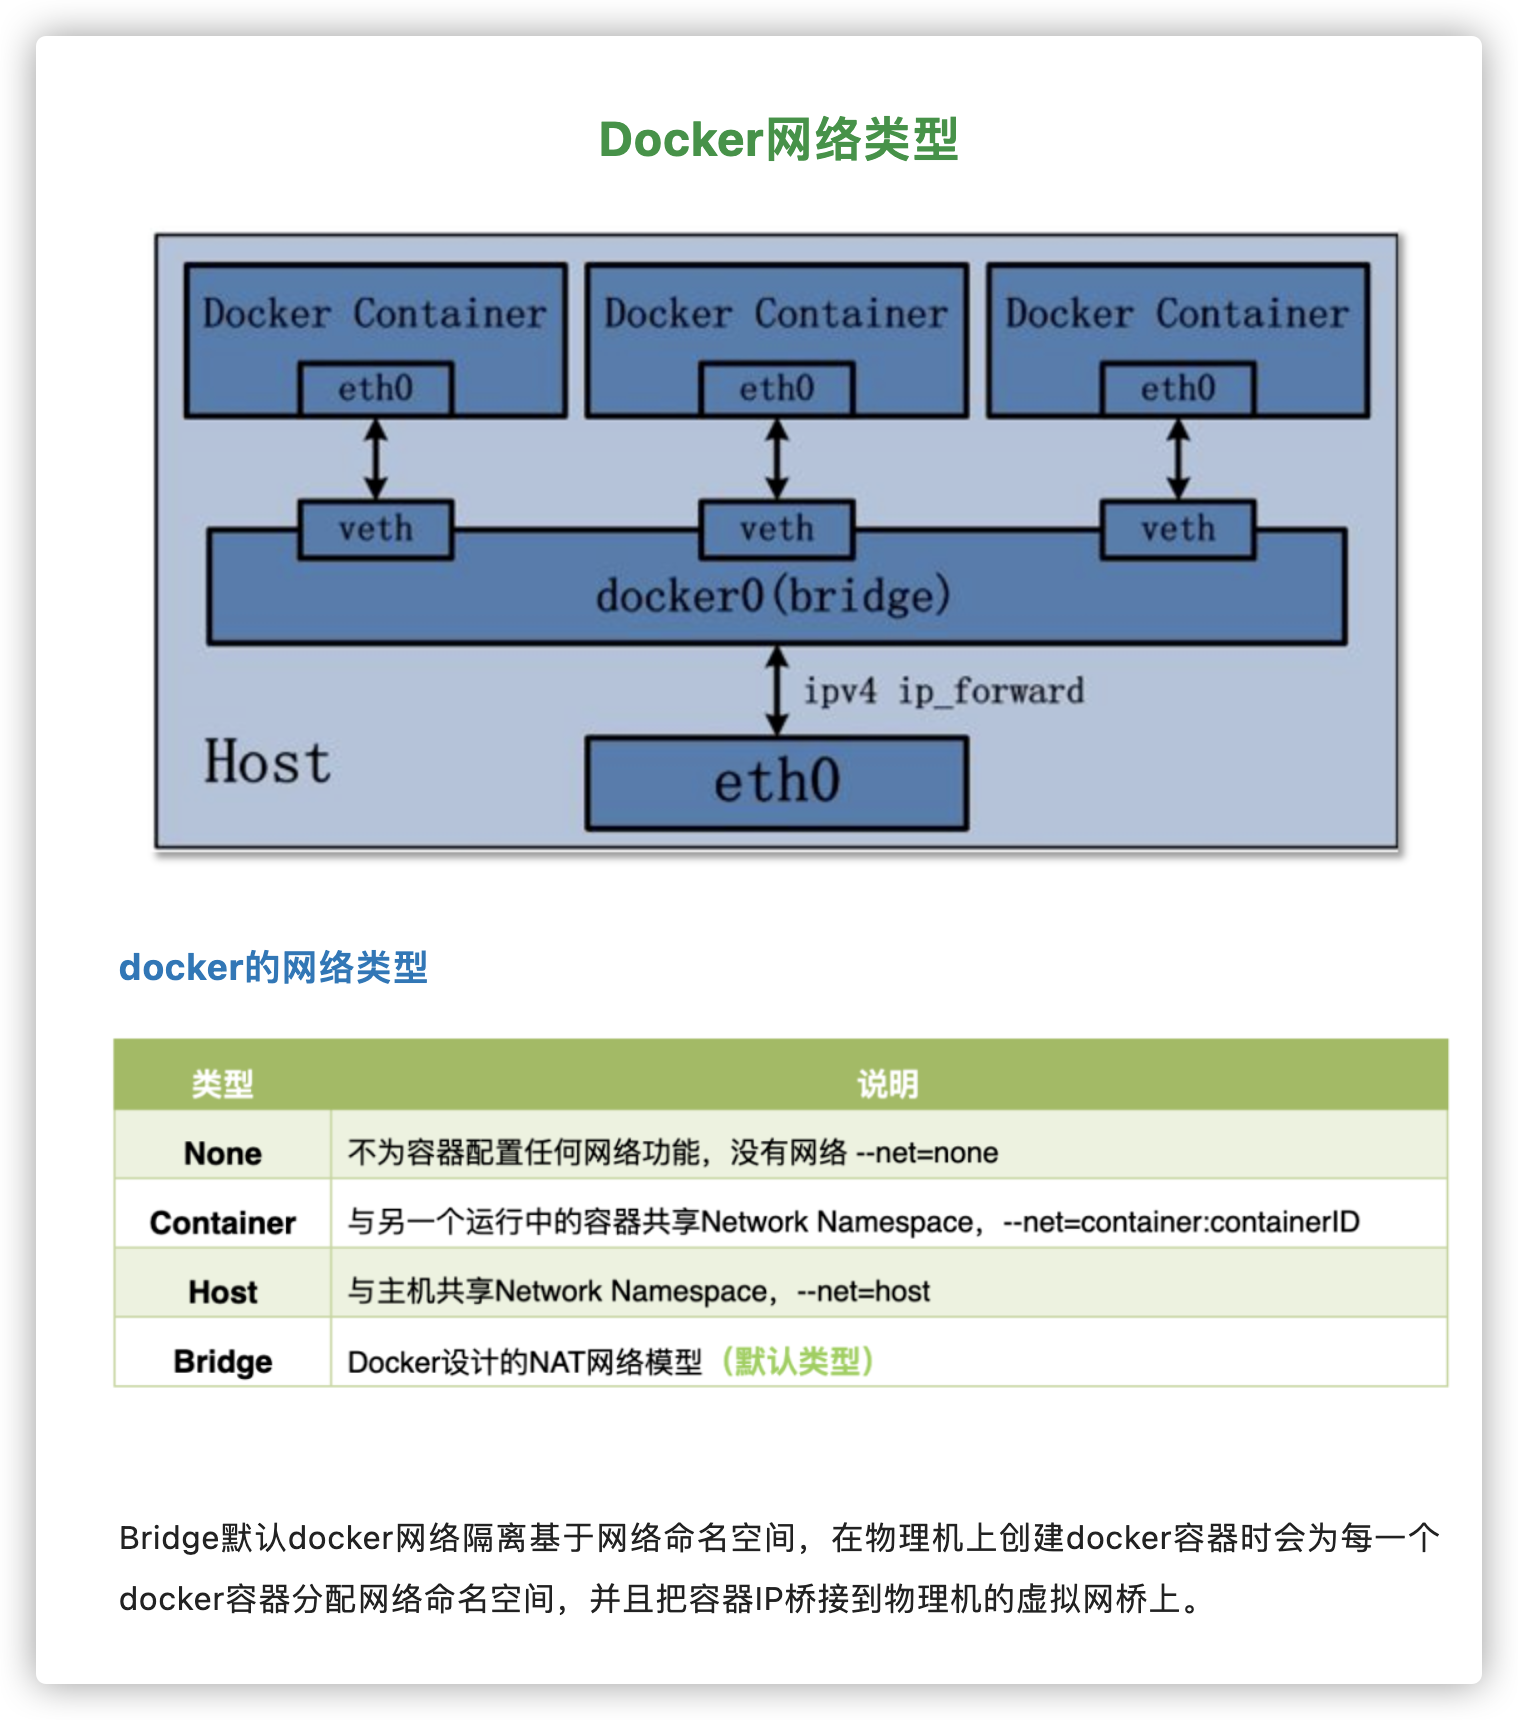 Docker网络类型
Docker Container Docker Container Docker Container
eth0 eth0 eth0
veth veth veth
docker0(bridge)
ipv4 ip_forward
Host
eth0
docker的网络类型
类型 说明
None 不为容器配置任何网络功能，没有网络 --net=none
Container 与另一个运行中的容器共享Network Namespace，--net=container:containerID
Host 与主机共享Network Namespace，--net=host
Bridge Docker设计的NAT网络模型（默认类型）
Bridge默认docker网络隔离基于网络命名空间，在物理机上创建docker容器时会为每一个
docker容器分配网络命名空间，并且把容器IP桥接到物理机的虚拟网桥上。